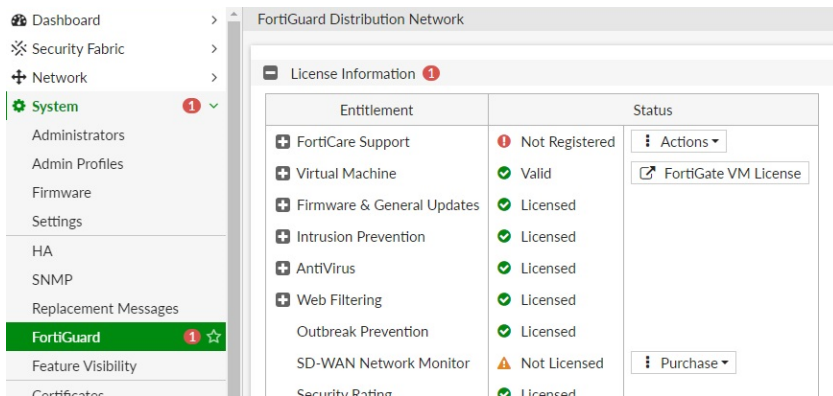 Dashboard
Security Fabric
Network
System 1
Administrators
Admin Profiles
Firmware
Settings
HA
SNMP
Replacement Messages
FortiGuard 1
Feature Visibility
Certificates
FortiGuard Distribution Network
License Information 1
Entitlement Status
FortiCare Support Not Registered Actions
Virtual Machine Valid FortiGate VM License
Firmware & General Updates Licensed
Intrusion Prevention Licensed
AntiVirus Licensed
Web Filtering Licensed
Outbreak Prevention Licensed
SD-WAN Network Monitor Not Licensed Purchase
Security Rating Licensed